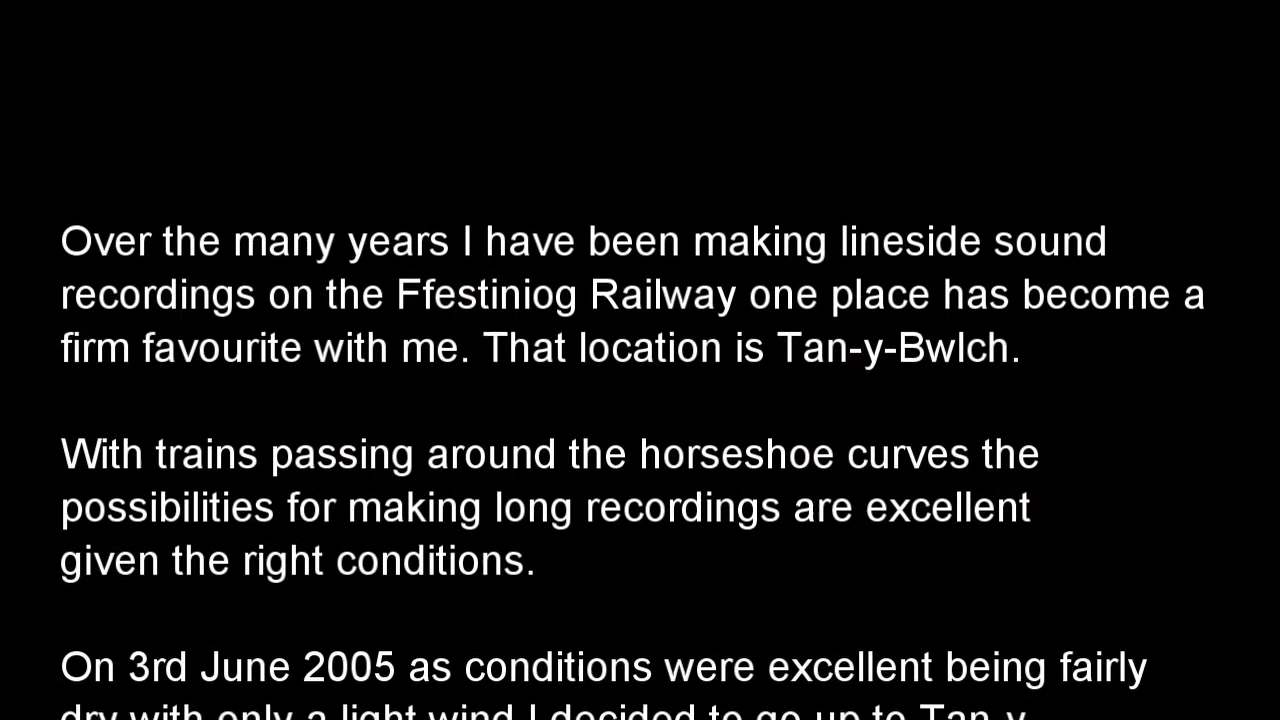 Over the many years I have been making lineside sound
recordings on the Ffestiniog Railway one place has become a
firm favourite with me. That location is Tan-y-Bwlch.
With trains passing around the horseshoe curves the
possibilities for making long recordings are excellent
given the right conditions.
On 3rd June 2005 as conditions were excellent being fairly
dry with only a light wind I decided to go up to Tan-y